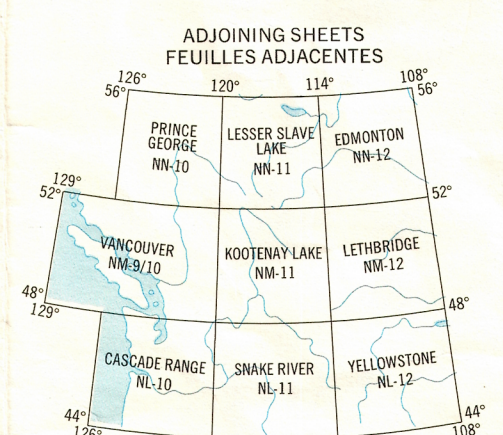 ADJOINING SHEETS
FEUILLES ADJACENTES
126° 120° 114° 108°
56° 56°
PRINCE
GEORGE
NN-10
LESSER SLAVE
LAKE
NN-11
EDMONTON
NN-12
129°
52° 52°
VANCOUVER
NM-9/10
KOOTENAY LAKE
NM-11
LETHBRIDGE
NM-12
48° 48°
129°
CASCADE RANGE
NL-10
SNAKE RIVER
NL-11
YELLOWSTONE
NL-12
44° 44°
126° 108°